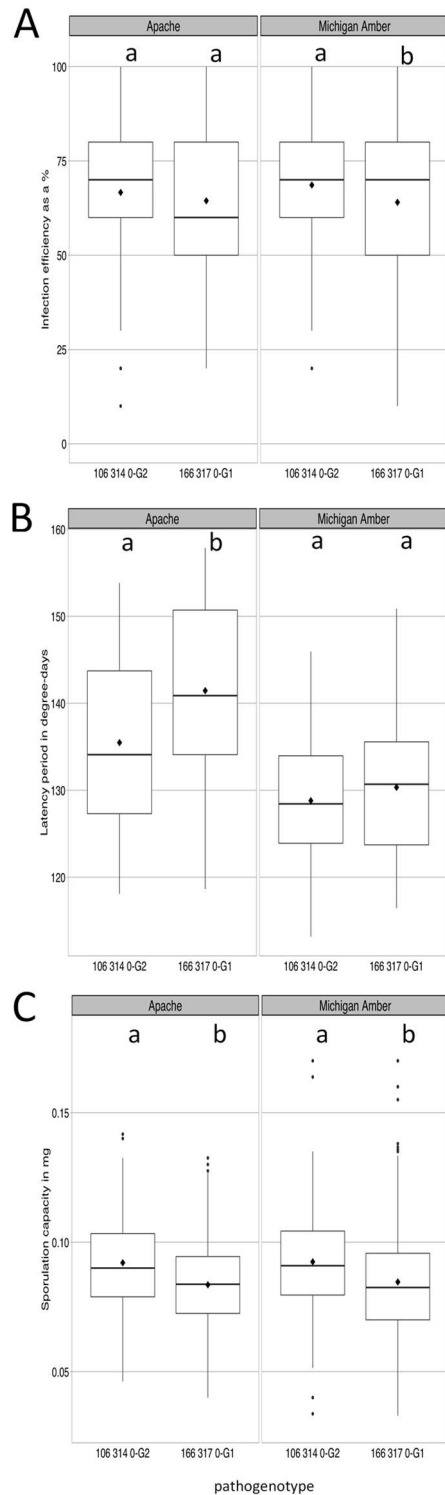 A
Apache Michigan Amber
a a a b
100
75
50
25
0
Infection efficiency as a %
106 314 0-G2 166 317 0-G1 106 314 0-G2 166 317 0-G1
B
Apache Michigan Amber
a b a a
160
150
140
130
120
Latency period in degree-days
106 314 0-G2 166 317 0-G1 106 314 0-G2 166 317 0-G1
C
Apache Michigan Amber
a b a b
0.15
0.10
0.05
Sporulation capacity in mg
106 314 0-G2 166 317 0-G1 106 314 0-G2 166 317 0-G1
pathogenotype